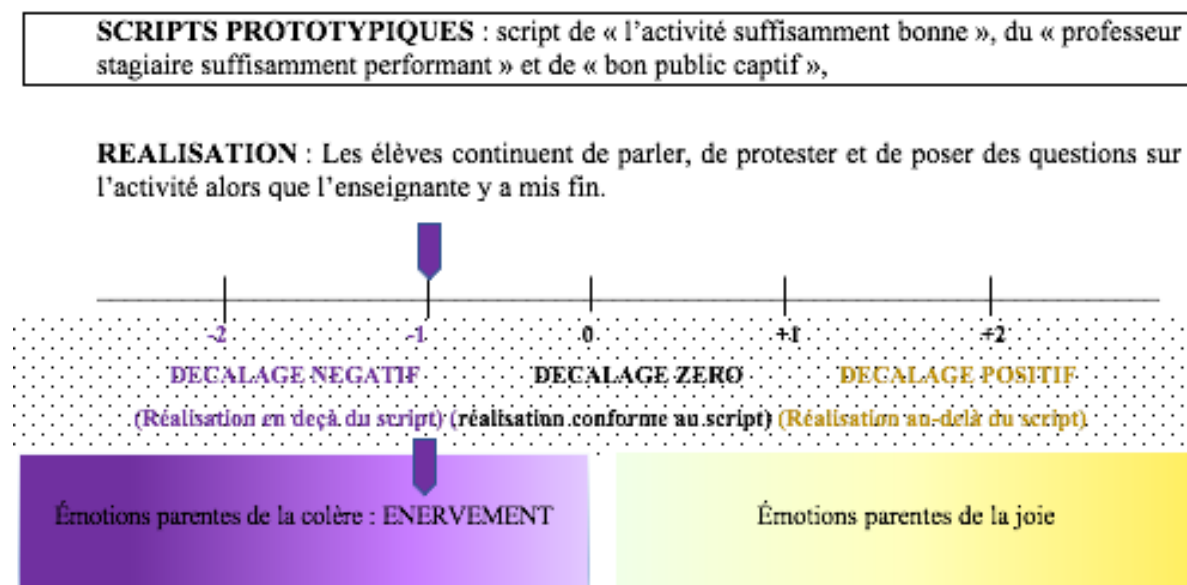 SCRIPTS PROTOTYPIQUES : script de « l’activité suffisamment bonne », du « professeur
stagiaire suffisamment performant » et de « bon public captif »,
REALISATION : Les élèves continuent de parler, de protester et de poser des questions sur
l’activité alors que l’enseignante y a mis fin.
-2 -1 0 +1 +2
DECALAGE NEGATIF DECALAGE ZERO DECALAGE POSITIF
(Réalisation en deçà du script) (réalisation conforme au script) (Réalisation au-delà du script)
Émotions parentes de la colère : ENERVEMENT
Émotions parentes de la joie